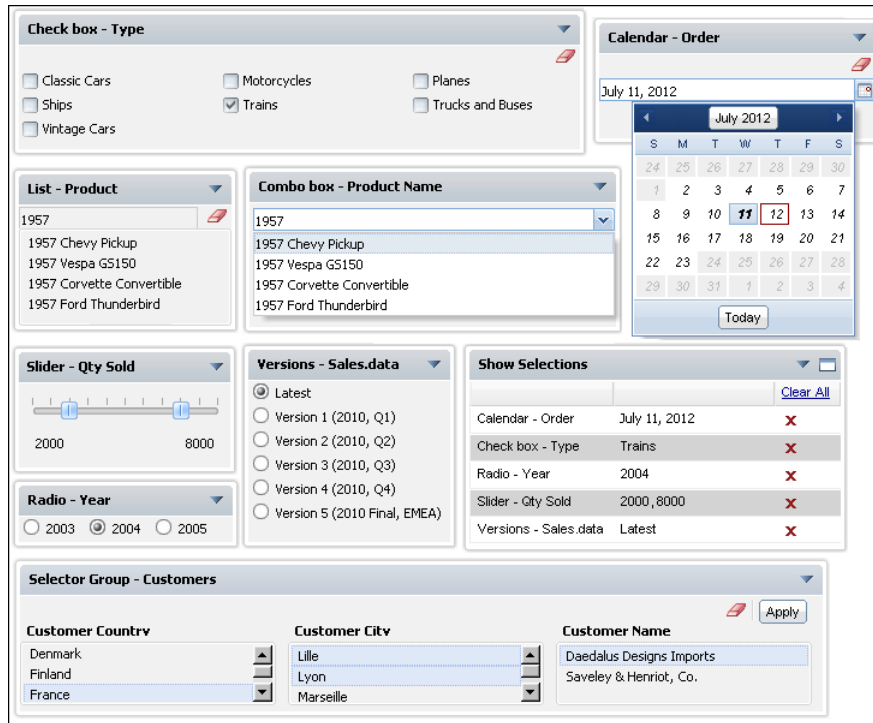 Check box - Type
Classic Cars Motorcycles Planes
Ships Trains Trucks and Buses
Vintage Cars
Calendar - Order
July 11, 2012
July 2012
S M T W T F S
24 25 26 27 28 29 30
1 2 3 4 5 6 7
8 9 10 11 12 13 14
15 16 17 18 19 20 21
22 23 24 25 26 27 28
29 30 31 1 2 3 4
Today
List - Product
1957
1957 Chevy Pickup
1957 Vespa GS150
1957 Corvette Convertible
1957 Ford Thunderbird
Combo box - Product Name
1957
1957 Chevy Pickup
1957 Vespa GS150
1957 Corvette Convertible
1957 Ford Thunderbird
Slider - Qty Sold
2000 8000
Radio - Year
2003 2004 2005
Versions - Sales.data
Latest
Version 1 (2010, Q1)
Version 2 (2010, Q2)
Version 3 (2010, Q3)
Version 4 (2010, Q4)
Version 5 (2010 Final, EMEA)
Show Selections
Clear All
Calendar - Order July 11, 2012 x
Check box - Type Trains x
Radio - Year 2004 x
Slider - Qty Sold 2000,8000 x
Versions - Sales.data Latest x
Selector Group - Customers
Apply
Customer Country
Denmark
Finland
France
Customer City
Lille
Lyon
Marseille
Customer Name
Daedalus Designs Imports
Saveley & Henriot, Co.